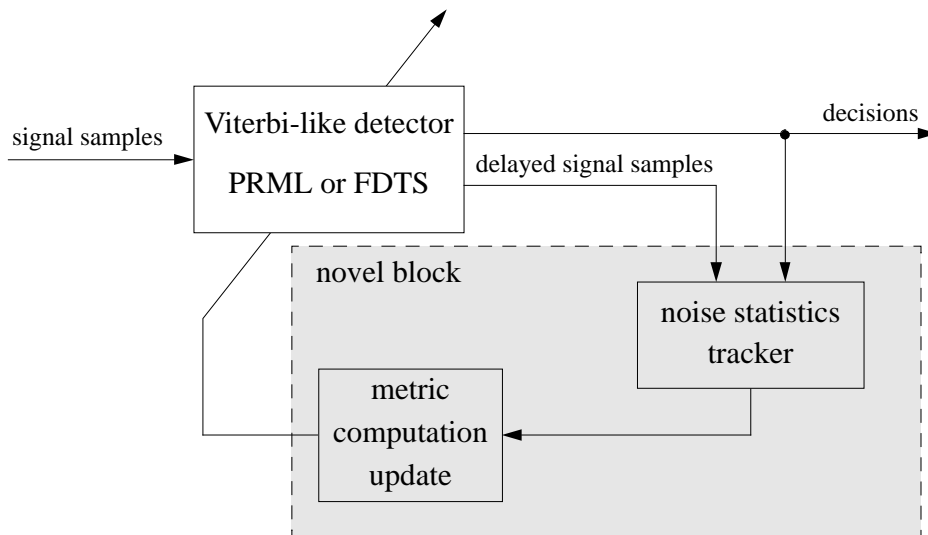 signal samples
Viterbi-like detector
PRML or FDTS
decisions
delayed signal samples
novel block
noise statistics
tracker
metric
computation
update